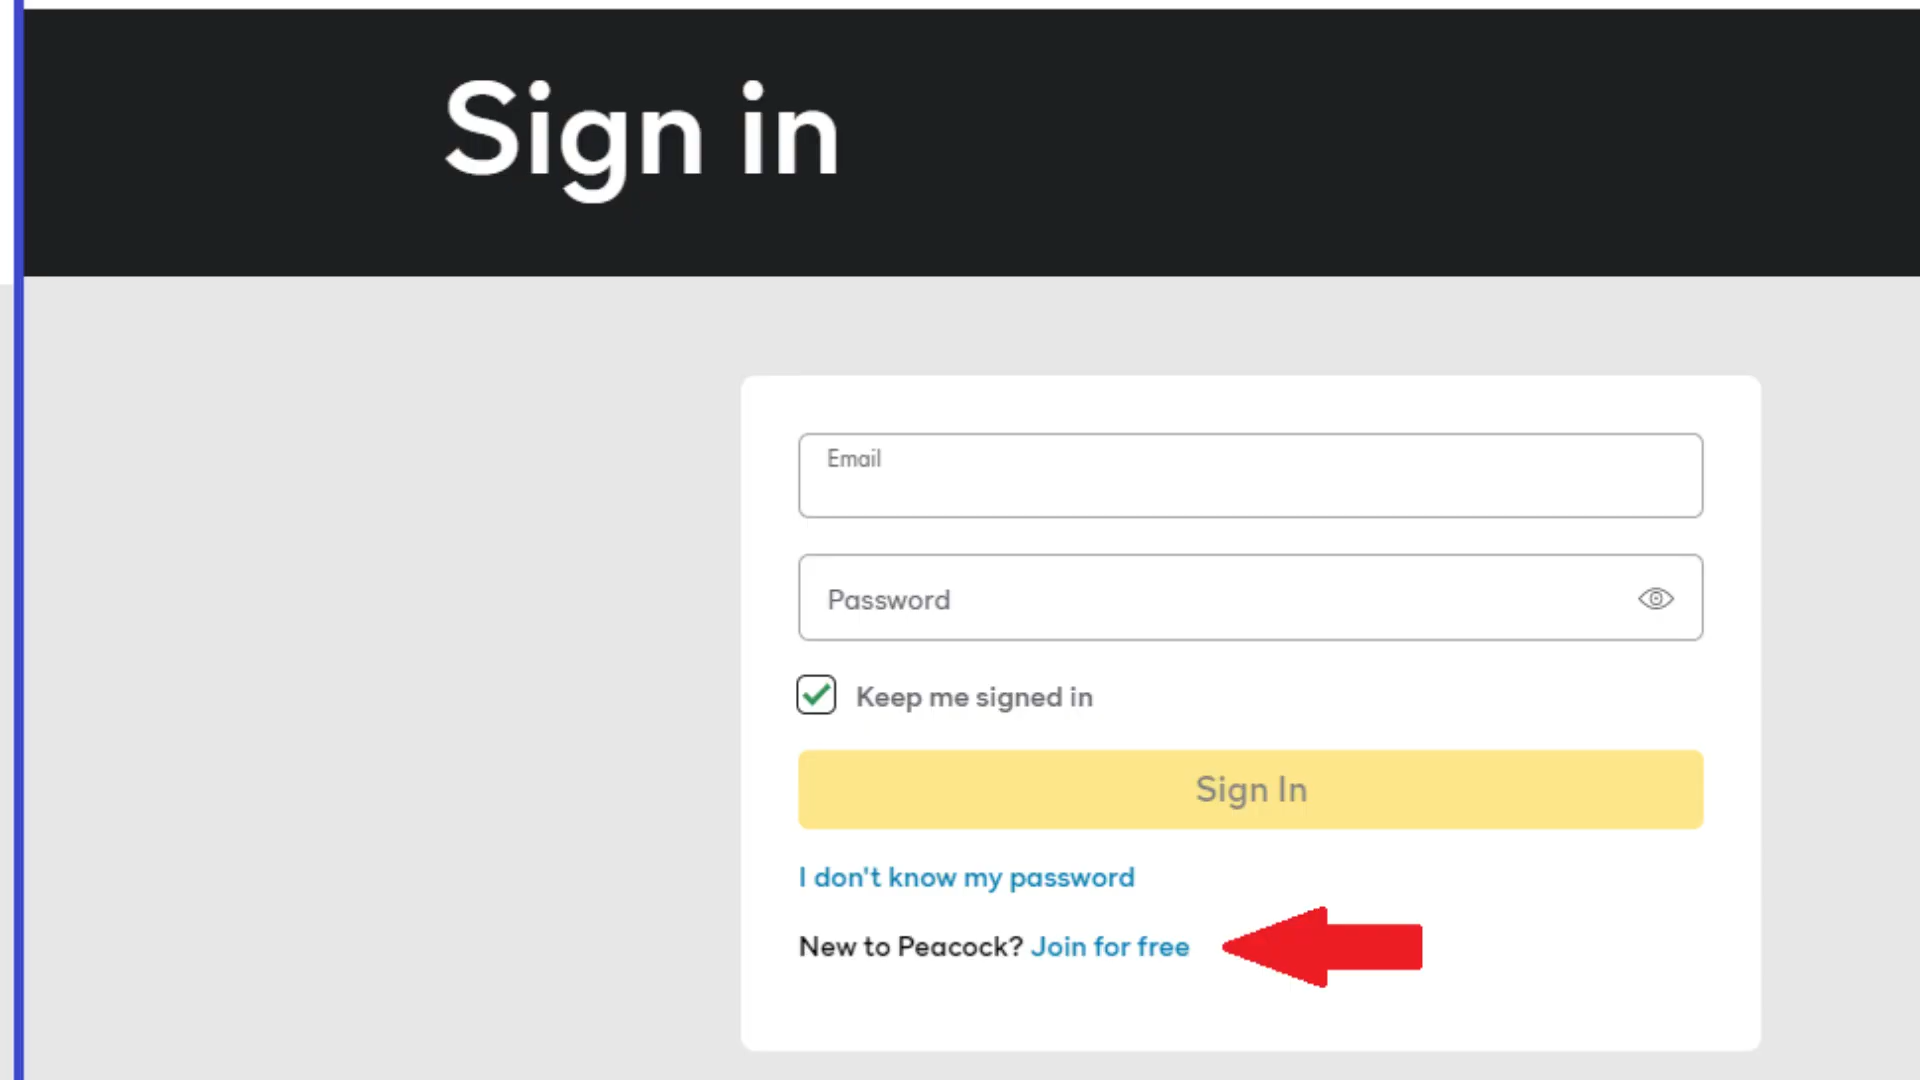 Sign in
Email
Password
Keep me signed in
Sign In
I don't know my password
New to Peacock? Join for free